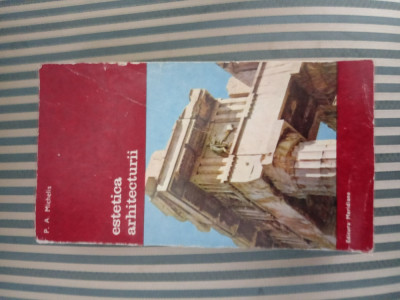 P. A. Michelis
estetica
arhitecturii
Editura Meridiane